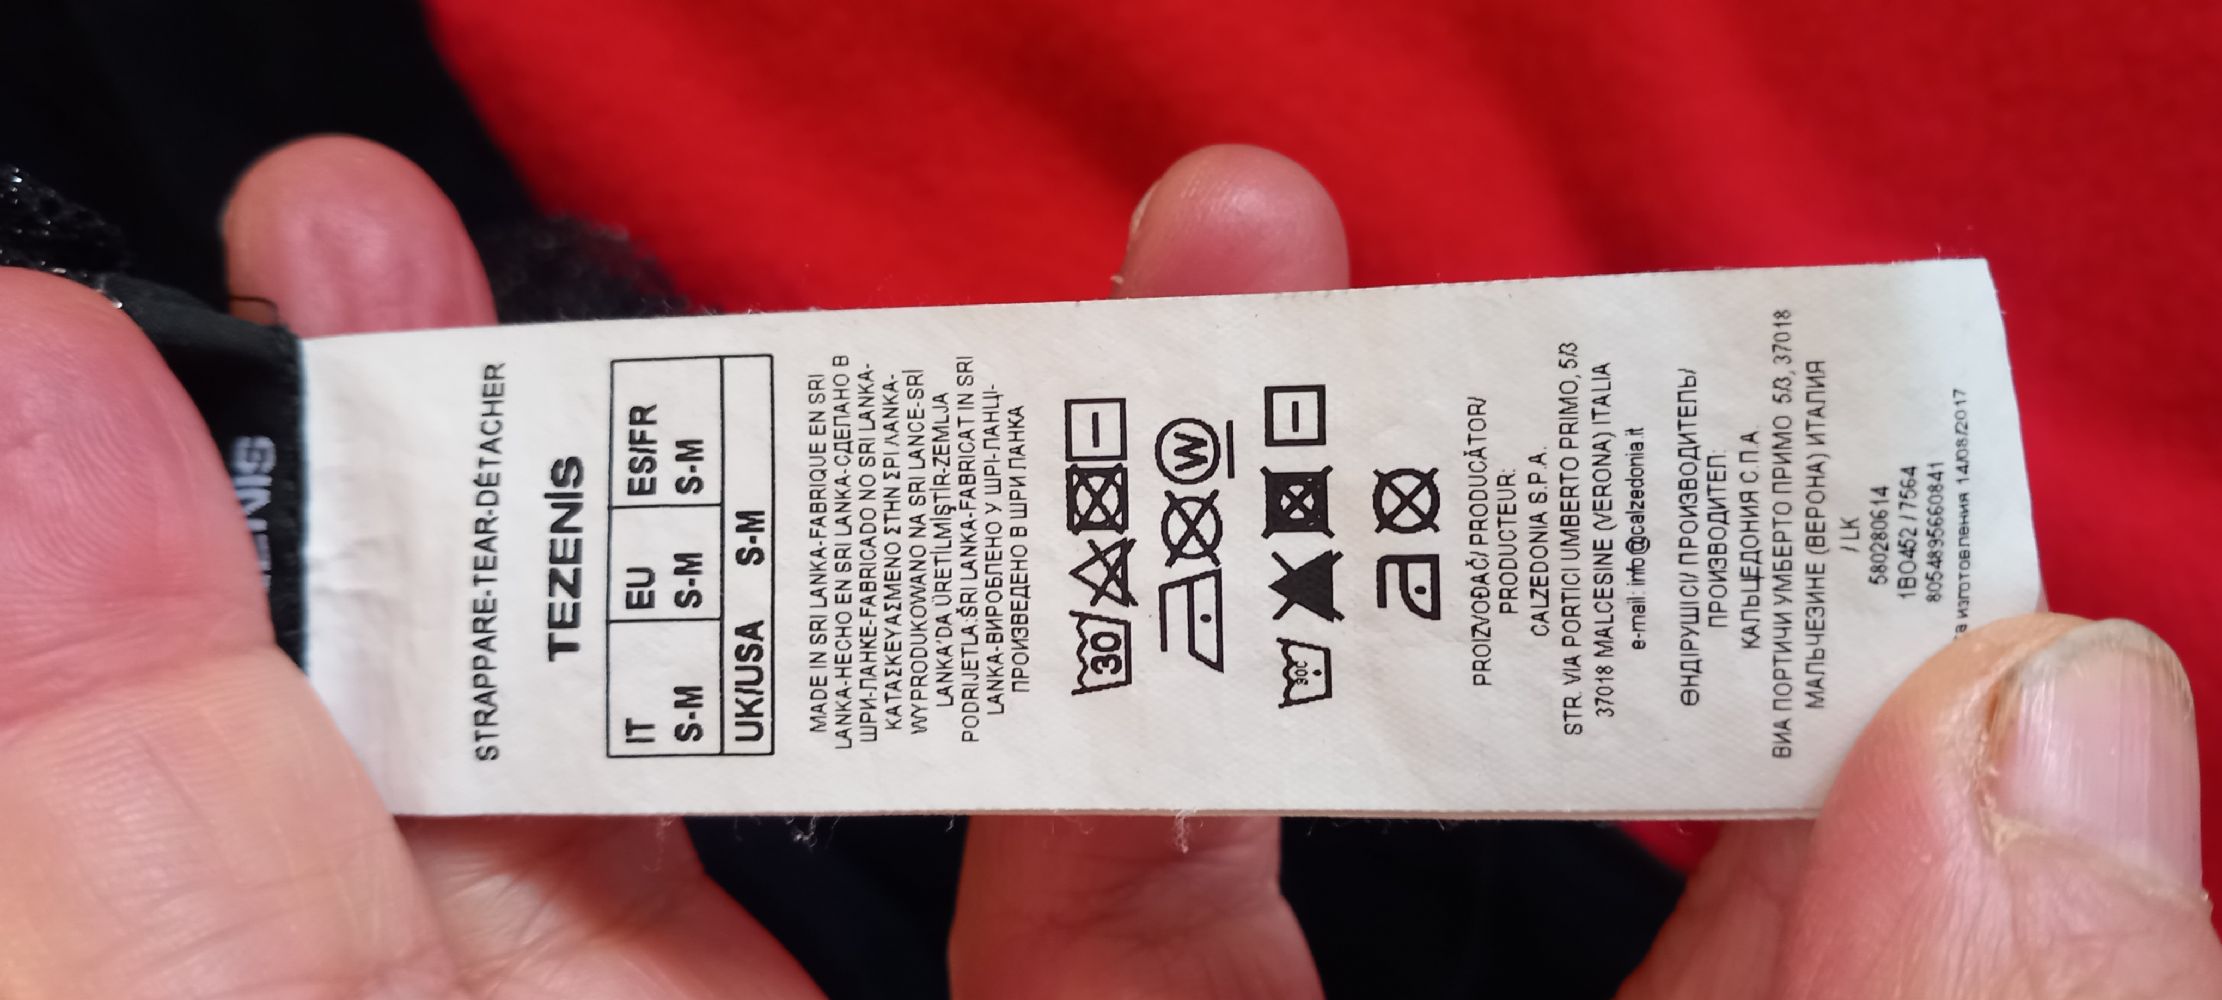 STRAPPARE-TEAR-DÉTACHER
TEZENIS
IT EU ES/FR
S-M S-M S-M
UK/USA S-M
MADE IN SRI LANKA-FABRIQUE EN SRI
LANKA-HECHO EN SRI LANKA-СДЕЛАНО В
ШРИ-ЛАНКЕ-FABRICADO NO SRI LANKA-
ΚΑΤΑΣΚΕΥΑΣΜΕΝΟ ΣΤΗΝ ΣΡΙ ΛΑΝΚΑ-
WYPRODUKOWANO NA SRI LANCE-SRİ
LANKA'DA ÜRETİLMİŞTİR-ZEMLJA
PODRIJETLA:ŠRI LANKA-FABRICAT IN SRI
LANKA-ВИРОБЛЕНО У ШРІ-ЛАНЦІ-
ПРОИЗВЕДЕНО В ШРИ ЛАНКА
30
W
30C
PROIZVOĐAČ/ PRODUCĂTOR/
PRODUCTEUR:
CALZEDONIA S.P.A.
STR. VIA PORTICI UMBERTO PRIMO, 5/3
37018 MALCESINE (VERONA) ITALIA
e-mail: info@calzedonia.it
ӨНДІРУШІСІ/ ПРОИЗВОДИТЕЛЬ/
ПРОИЗВОДИТЕЛ:
КАЛЬЦЕДОНИЯ С.П.А.
ВИА ПОРТИЧИ УМБЕРТО ПРИМО 5/3, 37018
МАЛЬЧЕЗИНЕ (ВЕРОНА) ИТАЛИЯ
/ LK
580280614
1B0452 / 7564
8054895660841
изготовления 14/08/2017